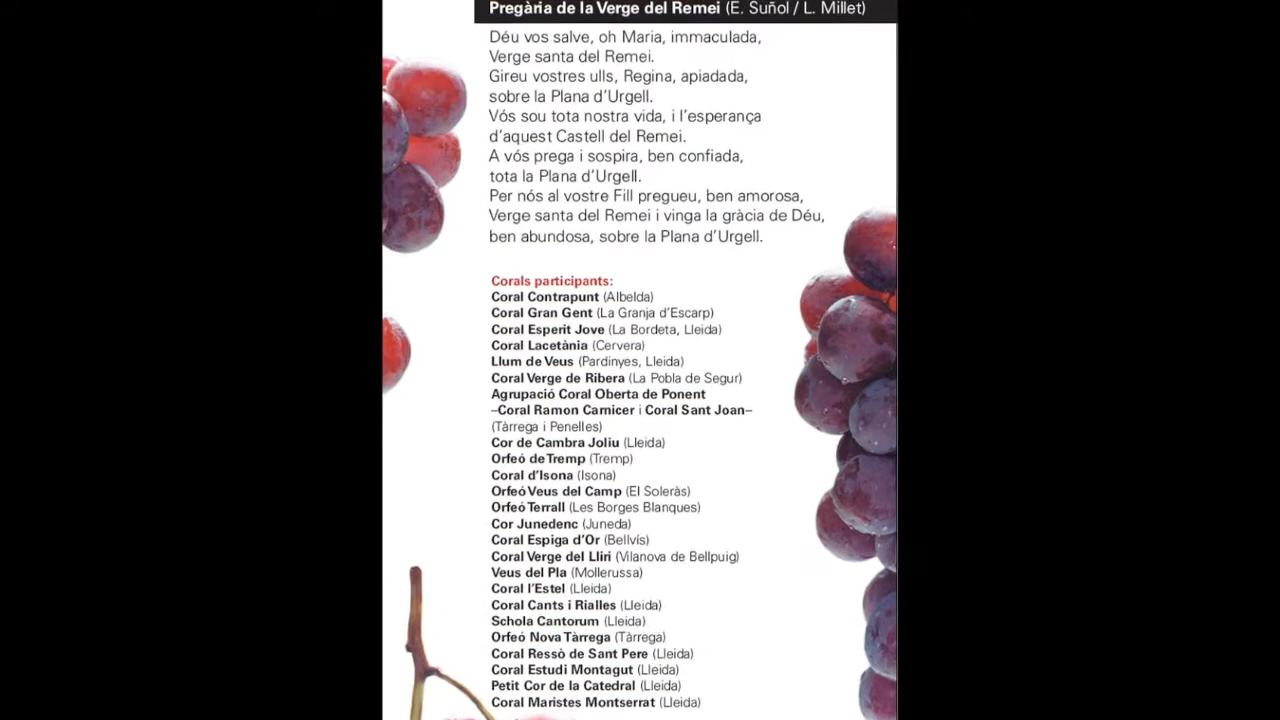 Pregària de la Verge del Remei (E. Suñol / L. Millet)
Déu vos salve, oh Maria, immaculada,
Verge santa del Remei.
Gireu vostres ulls, Regina, apiadada,
sobre la Plana d’Urgell.
Vós sou tota nostra vida, i l’esperança
d’aquest Castell del Remei.
A vós prega i sospira, ben confiada,
tota la Plana d’Urgell.
Per nós al vostre Fill pregueu, ben amorosa,
Verge santa del Remei i vinga la gràcia de Déu,
ben abundosa, sobre la Plana d’Urgell.
Corals participants:
Coral Contrapunt (Albelda)
Coral Gran Gent (La Granja d’Escarp)
Coral Esperit Jove (La Bordeta, Lleida)
Coral Lacetània (Cervera)
Llum de Veus (Pardinyes, Lleida)
Coral Verge de Ribera (La Pobla de Segur)
Agrupació Coral Oberta de Ponent
–Coral Ramon Carnicer i Coral Sant Joan–
(Tàrrega i Penelles)
Cor de Cambra Joliu (Lleida)
Orfeó de Tremp (Tremp)
Coral d’Isona (Isona)
Orfeó Veus del Camp (El Soleràs)
Orfeó Terrall (Les Borges Blanques)
Cor Junedenc (Juneda)
Coral Espiga d’Or (Bellvís)
Coral Verge del Lliri (Vilanova de Bellpuig)
Veus del Pla (Mollerussa)
Coral l’Estel (Lleida)
Coral Cants i Rialles (Lleida)
Schola Cantorum (Lleida)
Orfeó Nova Tàrrega (Tàrrega)
Coral Ressò de Sant Pere (Lleida)
Coral Estudi Montagut (Lleida)
Petit Cor de la Catedral (Lleida)
Coral Maristes Montserrat (Lleida)